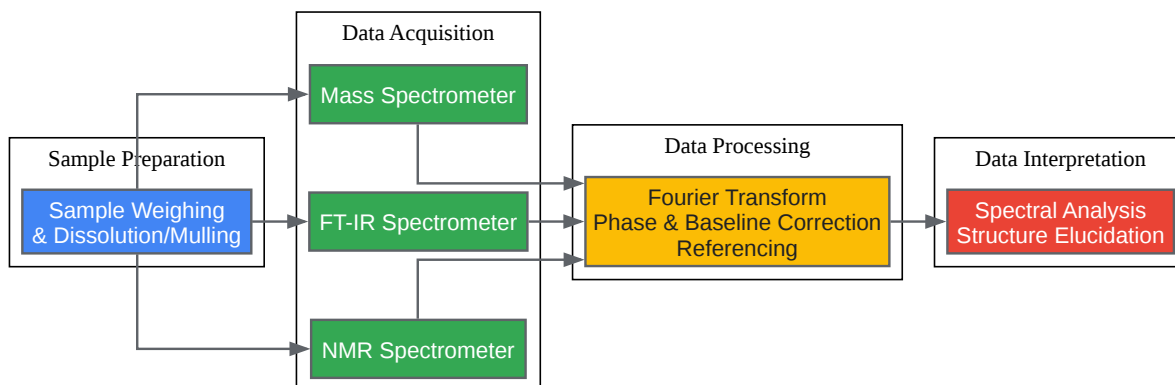 Sample Preparation
Sample Weighing
& Dissolution/Mulling
Data Acquisition
Mass Spectrometer
FT-IR Spectrometer
NMR Spectrometer
Data Processing
Fourier Transform
Phase & Baseline Correction
Referencing
Data Interpretation
Spectral Analysis
Structure Elucidation